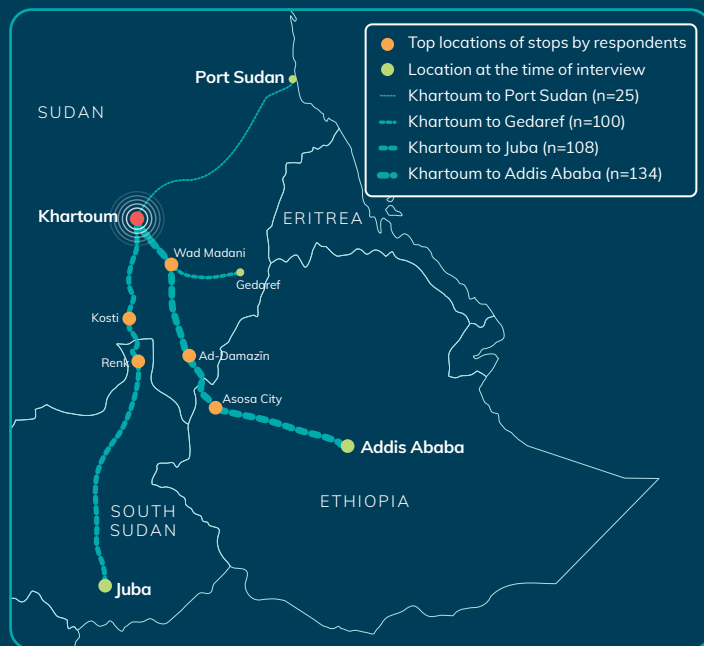 Top locations of stops by respondents
Location at the time of interview
Khartoum to Port Sudan (n=25)
Khartoum to Gedaref (n=100)
Khartoum to Juba (n=108)
Khartoum to Addis Ababa (n=134)
Port Sudan
SUDAN
Khartoum
ERITREA
Wad Madani
Gedaref
Kosti
Renk
Ad-Damazīn
Asosa City
Addis Ababa
ETHIOPIA
SOUTH
SUDAN
Juba